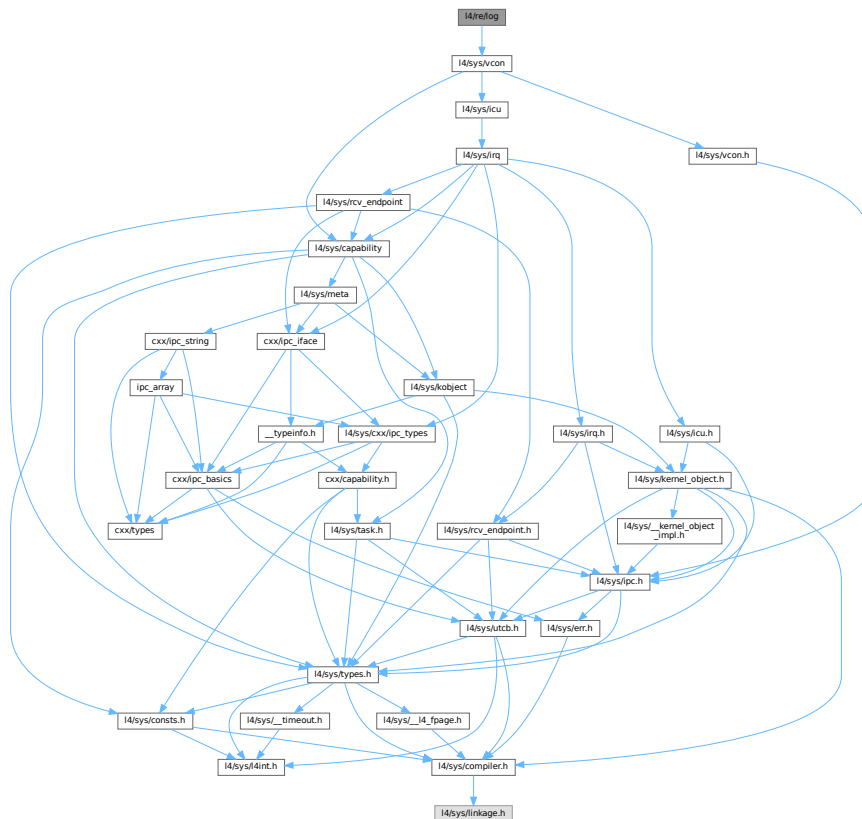 l4/re/log
l4/sys/vcon
l4/sys/icu
l4/sys/irq
l4/sys/vcon.h
l4/sys/rcv_endpoint
l4/sys/capability
l4/sys/meta
cxx/ipc_string
cxx/ipc_iface
ipc_array
l4/sys/kobject
__typeinfo.h
l4/sys/cxx/ipc_types
l4/sys/irq.h
l4/sys/icu.h
cxx/ipc_basics
cxx/capability.h
l4/sys/kernel_object.h
cxx/types
l4/sys/task.h
l4/sys/rcv_endpoint.h
l4/sys/__kernel_object
_impl.h
l4/sys/ipc.h
l4/sys/utcb.h
l4/sys/err.h
l4/sys/types.h
l4/sys/consts.h
l4/sys/__timeout.h
l4/sys/__l4_fpage.h
l4/sys/l4int.h
l4/sys/compiler.h
l4/sys/linkage.h